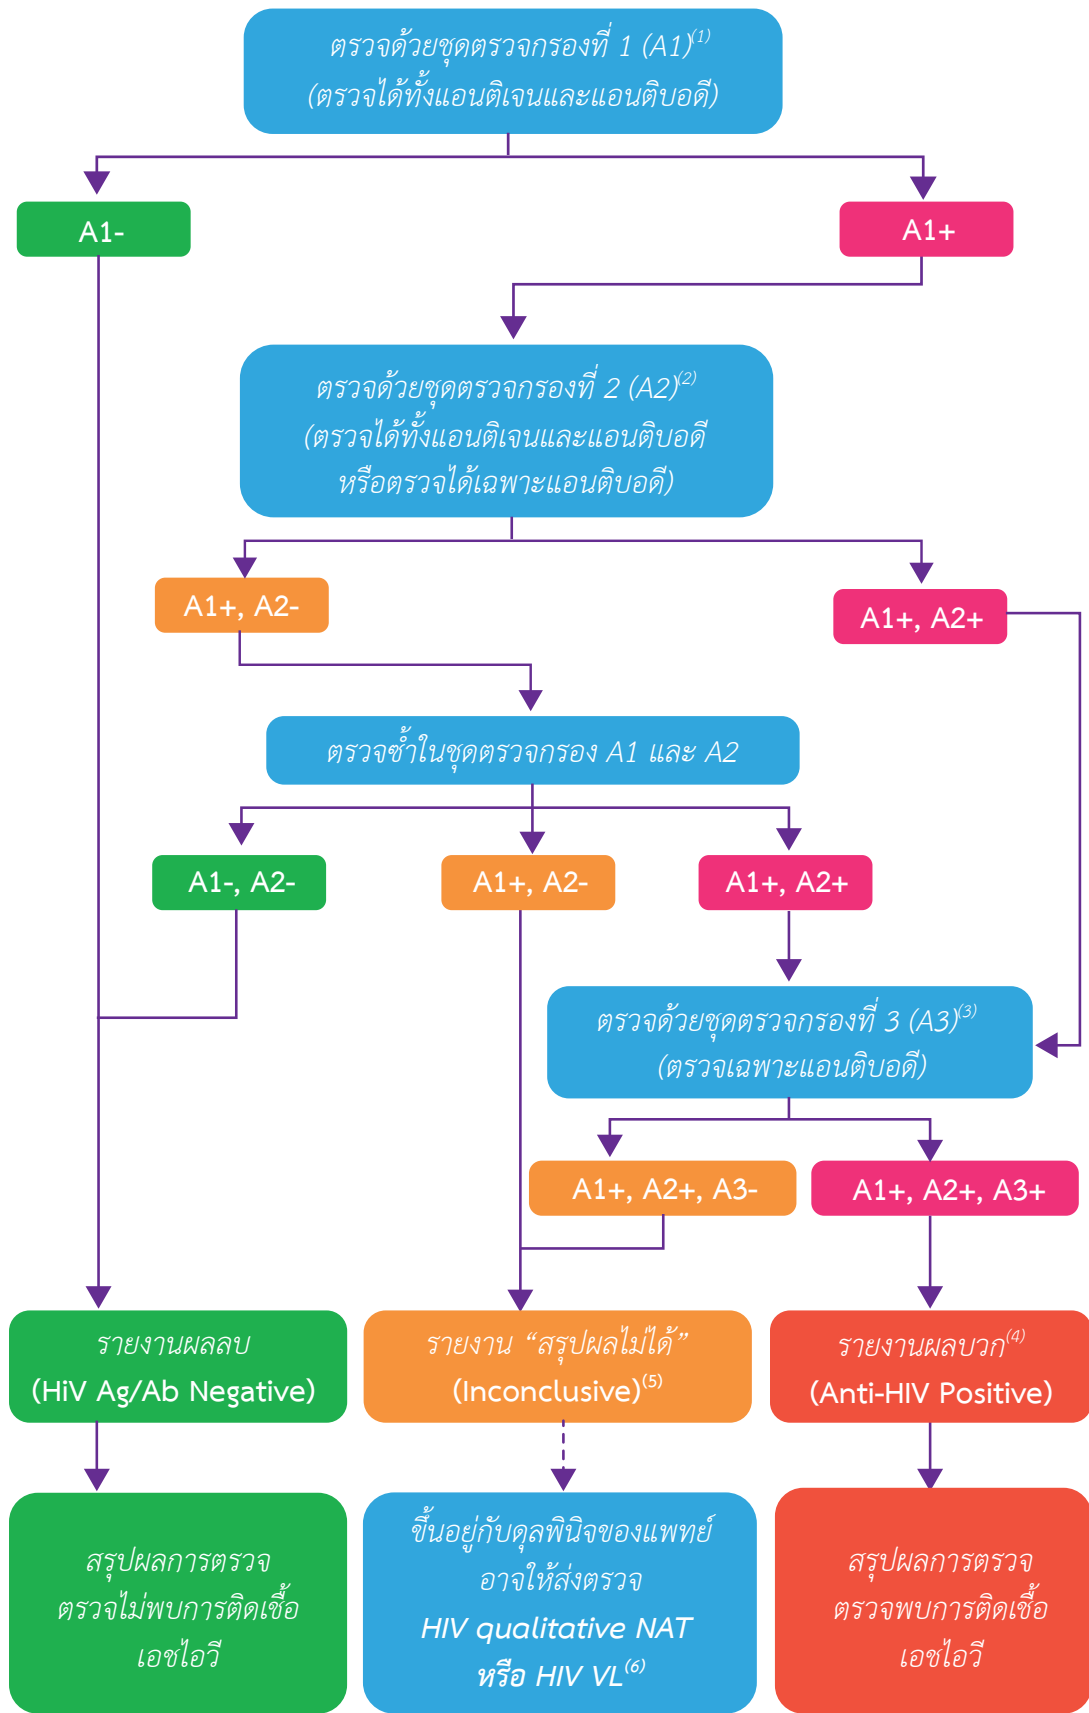 ตรวจด้วยชุดตรวจกรองที่ 1 (A1)(1)
(ตรวจได้ทั้งแอนติเจนและแอนติบอดี)
A1-
A1+
ตรวจด้วยชุดตรวจกรองที่ 2 (A2)(2)
(ตรวจได้ทั้งแอนติเจนและแอนติบอดี
หรือตรวจได้เฉพาะแอนติบอดี)
A1+, A2-
A1+, A2+
ตรวจซ้ำในชุดตรวจกรอง A1 และ A2
A1-, A2-
A1+, A2-
A1+, A2+
ตรวจด้วยชุดตรวจกรองที่ 3 (A3)(3)
(ตรวจเฉพาะแอนติบอดี)
A1+, A2+, A3-
A1+, A2+, A3+
รายงานผลลบ
(HiV Ag/Ab Negative)
รายงาน “สรุปผลไม่ได้”
(Inconclusive)(5)
รายงานผลบวก(4)
(Anti-HIV Positive)
สรุปผลการตรวจ
ตรวจไม่พบการติดเชื้อ
เอชไอวี
ขึ้นอยู่กับดุลพินิจของแพทย์
อาจให้ส่งตรวจ
HIV qualitative NAT
หรือ HIV VL(6)
สรุปผลการตรวจ
ตรวจพบการติดเชื้อ
เอชไอวี